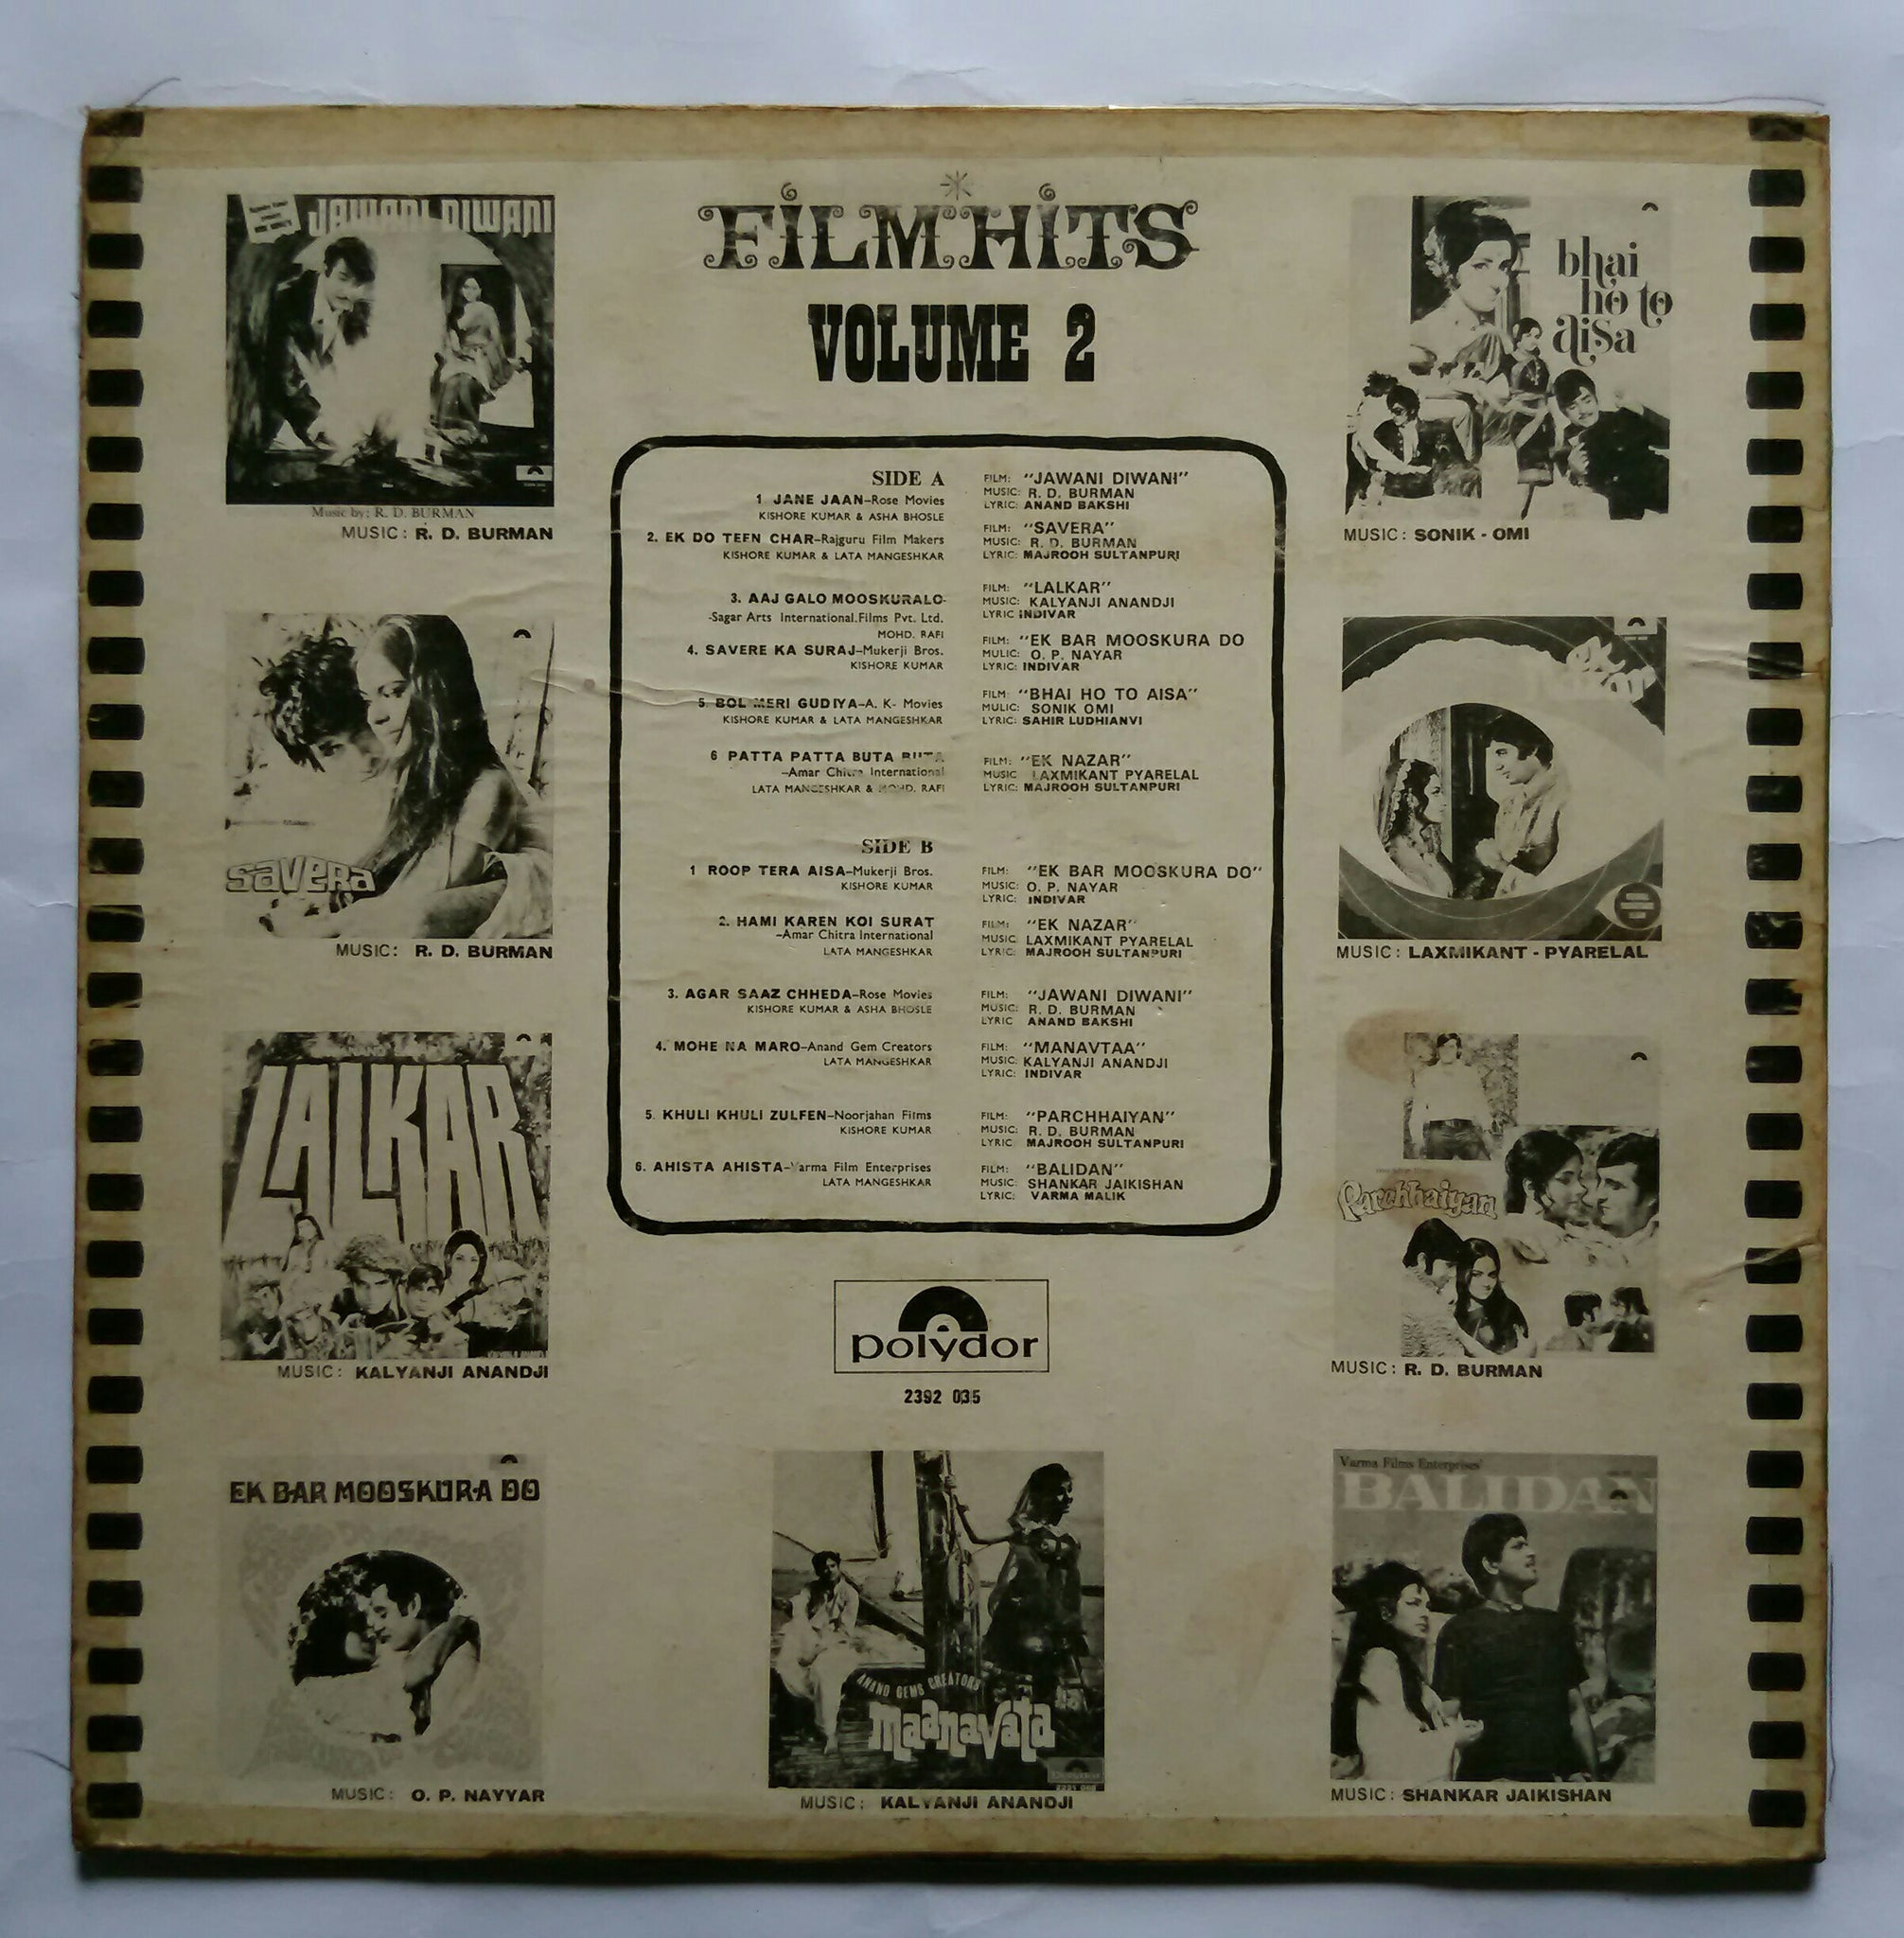 FILM HITS
VOLUME 2
JAWANI DIWANI
Music by: R. D. BURMAN
MUSIC: R. D. BURMAN
SAVERA
MUSIC: R. D. BURMAN
LALKAR
MUSIC: KALYANJI ANANDJI
EK BAR MOOSKURA DO
MUSIC: O. P. NAYYAR
SIDE A
1 JANE JAAN–Rose Movies
KISHORE KUMAR & ASHA BHOSLE
FILM: "JAWANI DIWANI"
MUSIC: R. D. BURMAN
LYRIC: ANAND BAKSHI
2. EK DO TEEN CHAR–Rajguru Film Makers
KISHORE KUMAR & LATA MANGESHKAR
FILM: "SAVERA"
MUSIC: R. D. BURMAN
LYRIC: MAJROOH SULTANPURI
3. AAJ GALO MOOSKURALO-
-Sagar Arts International.Films Pvt. Ltd.
MOHD. RAFI
FILM: "LALKAR"
MUSIC: KALYANJI ANANDJI
LYRIC INDIVAR
4. SAVERE KA SURAJ–Mukerji Bros.
KISHORE KUMAR
FILM: "EK BAR MOOSKURA DO
MULIC: O. P. NAYAR
LYRIC: INDIVAR
5. BOL MERI GUDIYA–A. K- Movies
KISHORE KUMAR & LATA MANGESHKAR
FILM: "BHAI HO TO AISA"
MULIC: SONIK OMI
LYRIC: SAHIR LUDHIANVI
6 PATTA PATTA BUTA BUTA
–Amar Chitra International
LATA MANGESHKAR & MOHD. RAFI
FILM: "EK NAZAR"
MUSIC LAXMIKANT PYARELAL
LYRIC: MAJROOH SULTANPURI
SIDE B
1 ROOP TERA AISA–Mukerji Bros.
KISHORE KUMAR
FILM: "EK BAR MOOSKURA DO"
MUSIC: O. P. NAYAR
LYRIC: INDIVAR
2. HAMI KAREN KOI SURAT
–Amar Chitra International
LATA MANGESHKAR
FILM: "EK NAZAR"
MUSIC LAXMIKANT PYARELAL
LYRIC: MAJROOH SULTANPURI
3. AGAR SAAZ CHHEDA–Rose Movies
KISHORE KUMAR & ASHA BHOSLE
FILM: "JAWANI DIWANI"
MUSIC: R. D. BURMAN
LYRIC ANAND BAKSHI
4. MOHE NA MARO–Anand Gem Creators
LATA MANGESHKAR
FILM: "MANAVTAA"
MUSIC: KALYANJI ANANDJI
LYRIC: INDIVAR
5. KHULI KHULI ZULFEN–Noorjahan Films
KISHORE KUMAR
FILM: "PARCHHAIYAN"
MUSIC: R. D. BURMAN
LYRIC MAJROOH SULTANPURI
6. AHISTA AHISTA–Varma Film Enterprises
LATA MANGESHKAR
FILM: "BALIDAN"
MUSIC: SHANKAR JAIKISHAN
LYRIC: VARMA MALIK
polydor
2392 035
ANAND GEMS CREATORS
maanavata
MUSIC: KALYANJI ANANDJI
bhai
ho to
aisa
MUSIC: SONIK - OMI
MUSIC: LAXMIKANT - PYARELAL
Parchhaiyan
MUSIC: R. D. BURMAN
Varma Films Enterprises'
BALIDAN
MUSIC: SHANKAR JAIKISHAN